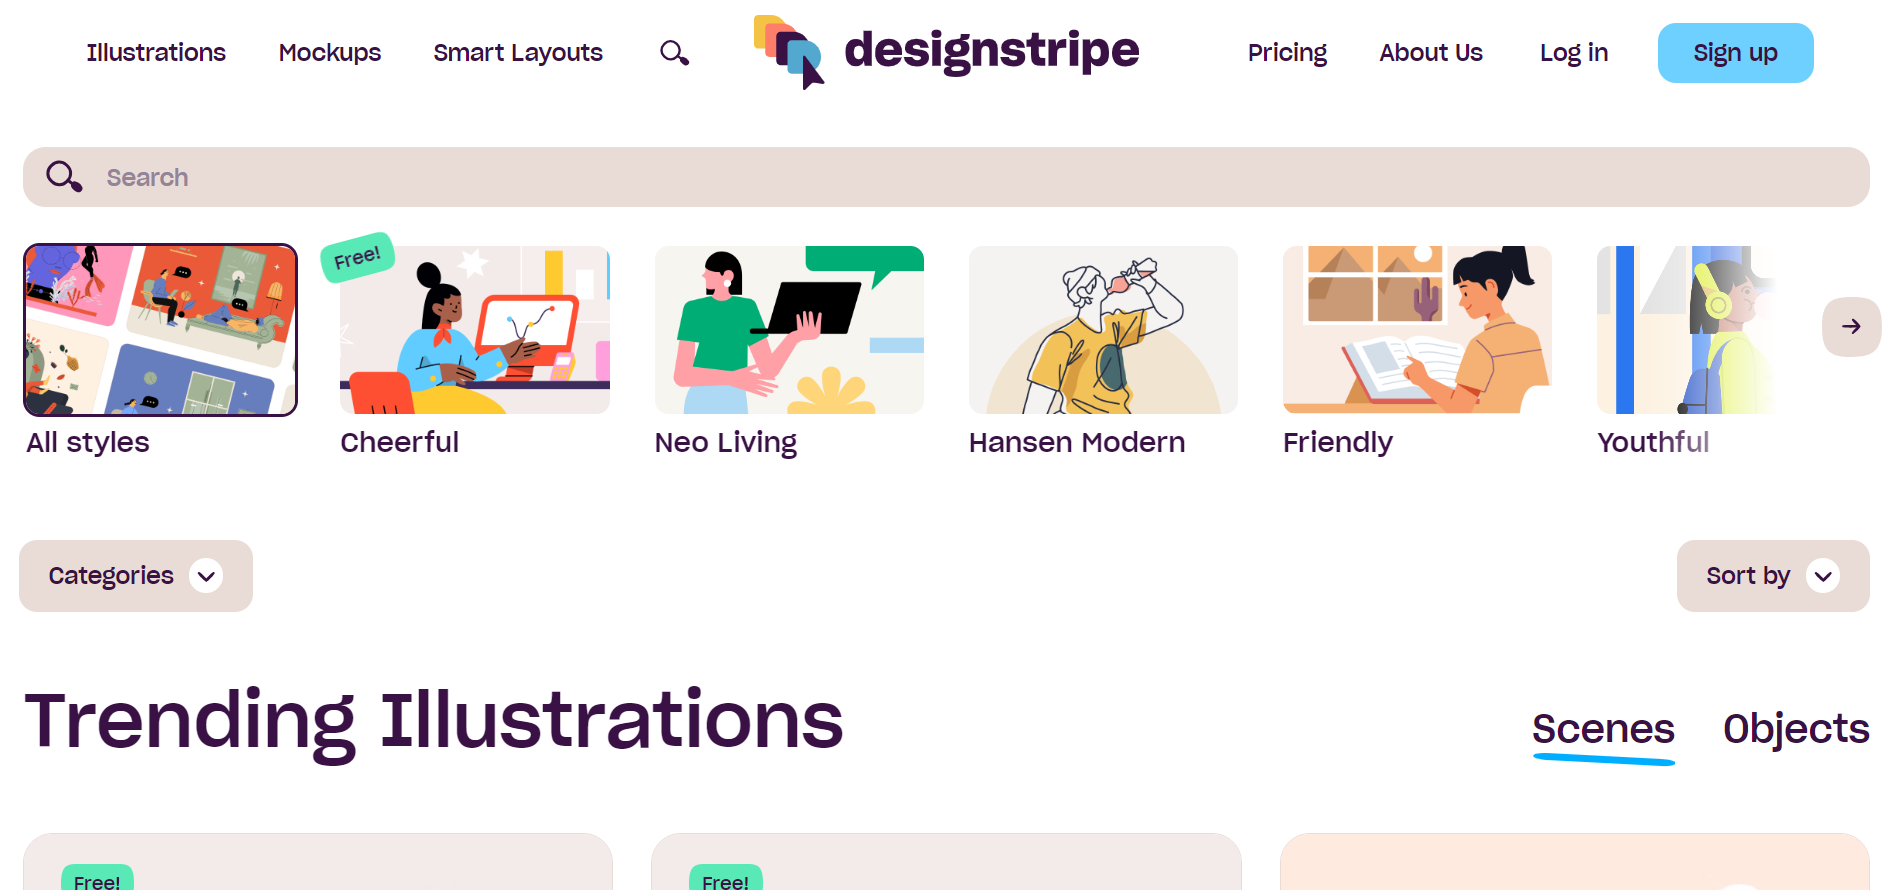 Illustrations Mockups Smart Layouts designstripe Pricing About Us Log in Sign up
Search
Free!
All styles Cheerful Neo Living Hansen Modern Friendly Youthful
Categories Sort by
Trending Illustrations Scenes Objects
Free! Free!